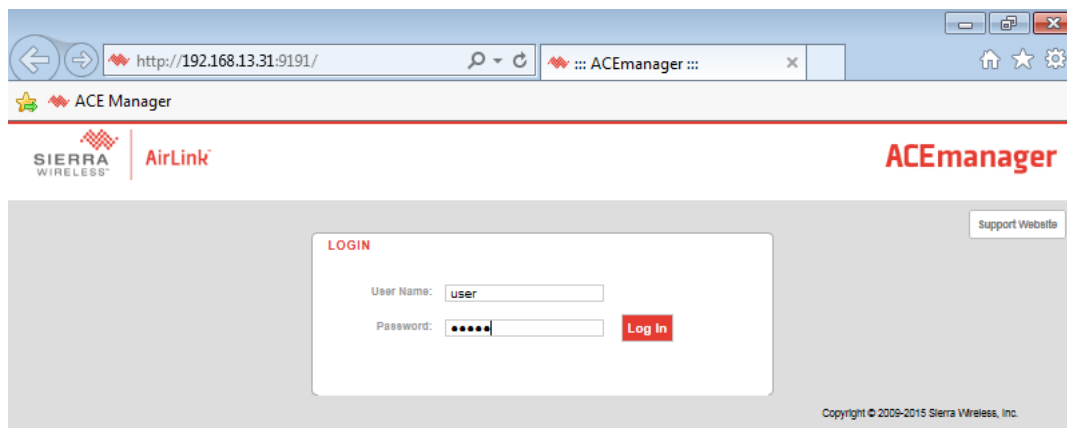 http://192.168.13.31:9191/
::: ACEmanager :::
ACE Manager
SIERRA
WIRELESS
AirLink
ACEmanager
Support Website
LOGIN
User Name: user
Password: •••••
Log In
Copyright © 2009-2015 Sierra Wireless, Inc.